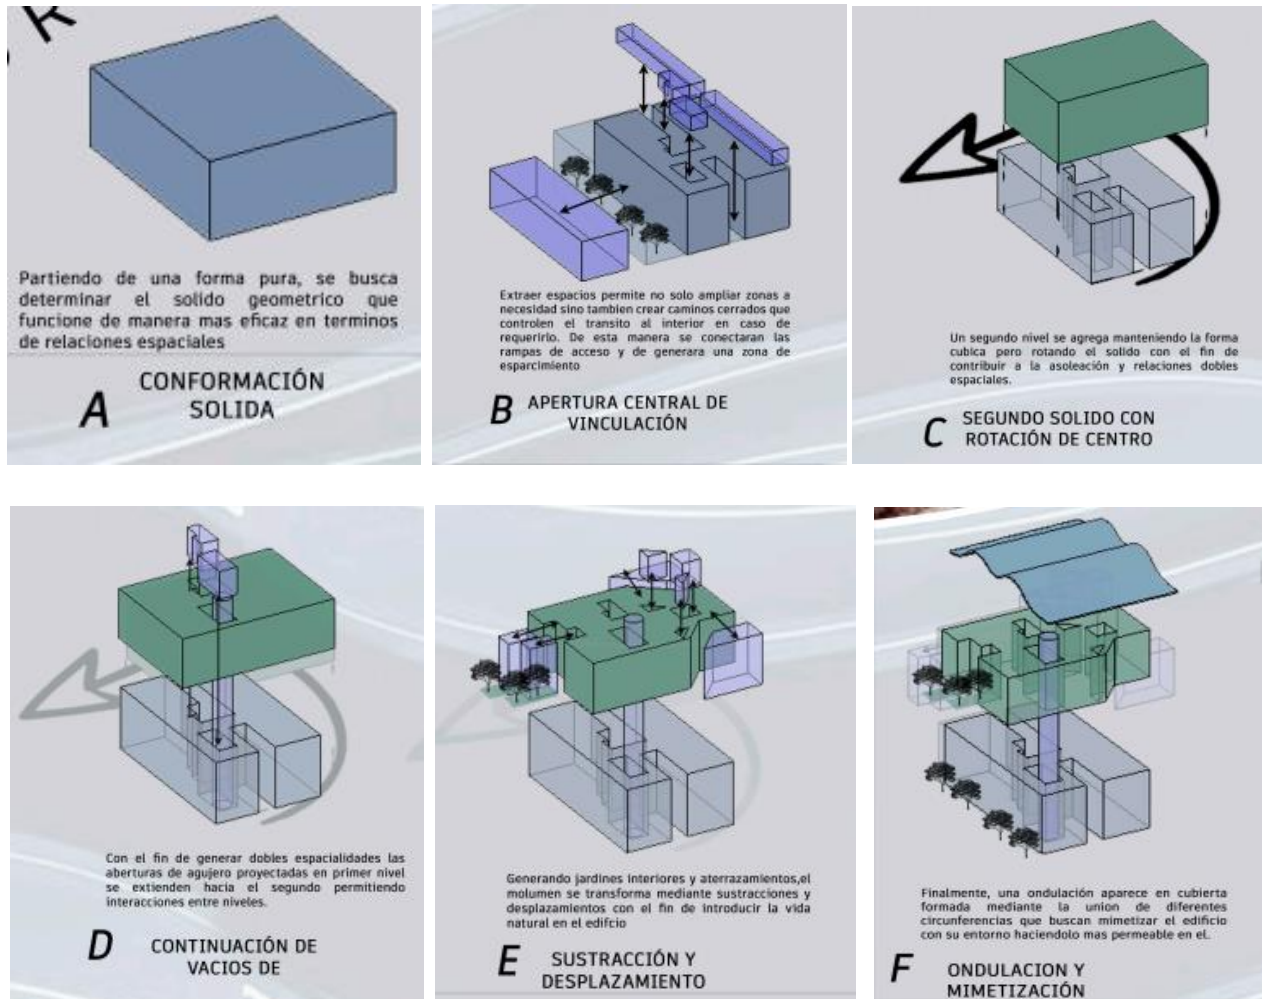 R
Partiendo de una forma pura, se busca
determinar el solido geometrico que
funcione de manera mas eficaz en terminos
de relaciones espaciales
A CONFORMACIÓN
SOLIDA
Extraer espacios permite no solo ampliar zonas a
necesidad sino tambien crear caminos cerrados que
controlen el transito al interior en caso de
requerirlo. De esta manera se conectaran las
rampas de acceso y de generara una zona de
esparcimiento
B APERTURA CENTRAL DE
VINCULACIÓN
Un segundo nivel se agrega manteniendo la forma
cubica pero rotando el solido con el fin de
contribuir a la asoleación y relaciones dobles
espaciales.
C SEGUNDO SOLIDO CON
ROTACIÓN DE CENTRO
Con el fin de generar dobles espacialidades las
aberturas de agujero proyectadas en primer nivel
se extienden hacia el segundo permitiendo
interacciones entre niveles.
D CONTINUACIÓN DE
VACIOS DE
Generando jardines interiores y aterrazamientos,el
molumen se transforma mediante sustracciones y
desplazamientos con el fin de introducir la vida
natural en el edifcio
E SUSTRACCIÓN Y
DESPLAZAMIENTO
Finalmente, una ondulación aparece en cubierta
formada mediante la union de diferentes
circunferencias que buscan mimetizar el edificio
con su entorno haciendolo mas permeable en el.
F ONDULACION Y
MIMETIZACIÓN